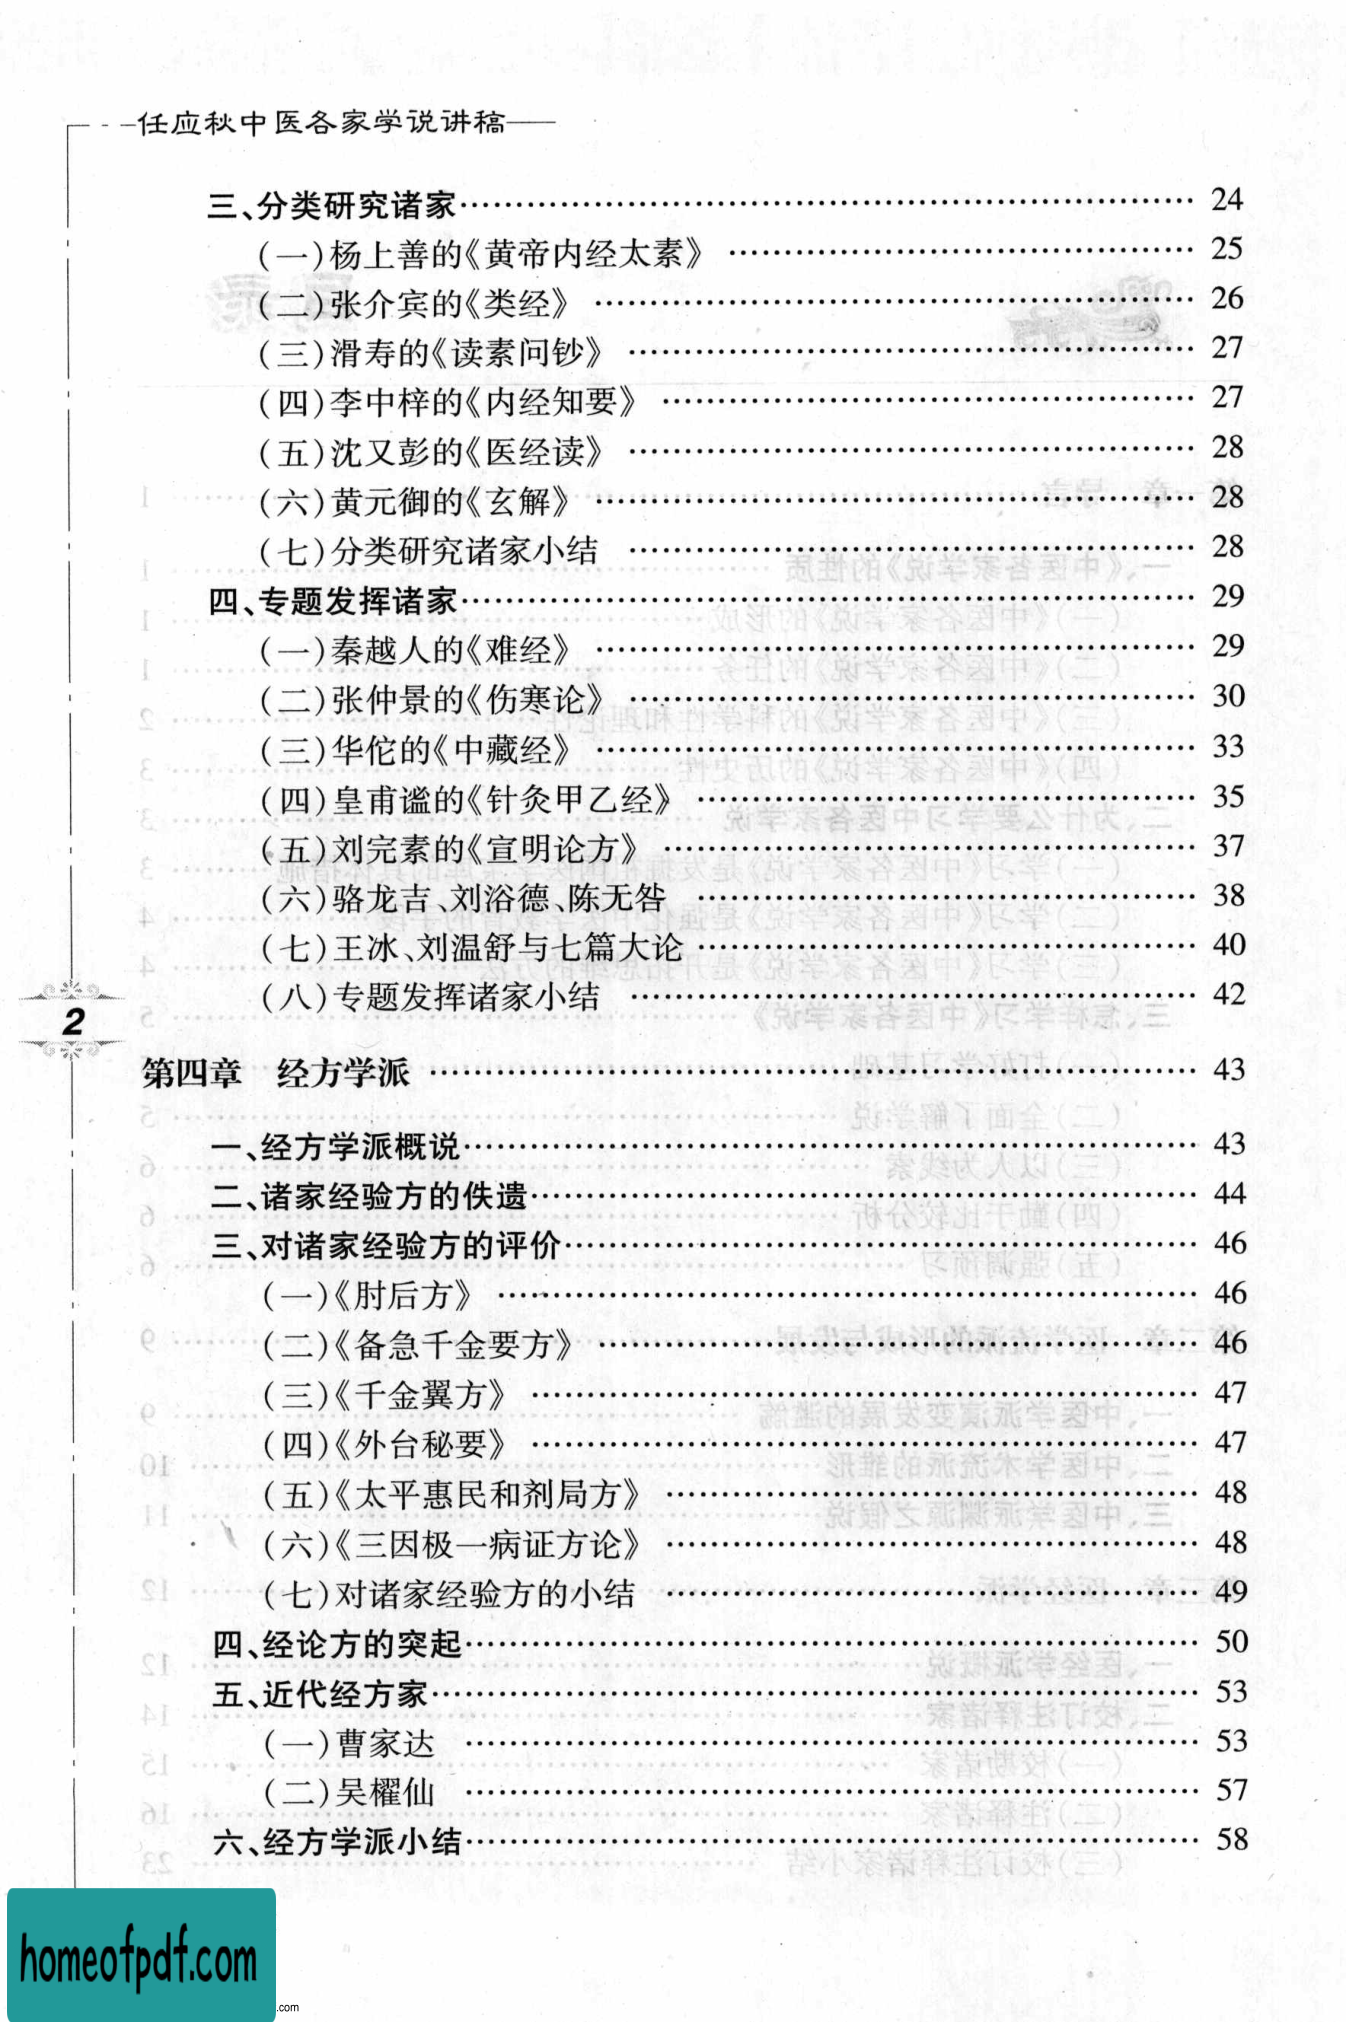 任应秋中医各家学说讲稿
三、分类研究诸家…… 24
(一)杨上善的《黄帝内经太素》…… 25
(二)张介宾的《类经》…… 26
(三)滑寿的《读素问钞》…… 27
(四)李中梓的《内经知要》…… 27
(五)沈又彭的《医经读》…… 28
(六)黄元御的《玄解》…… 28
(七)分类研究诸家小结…… 28
四、专题发挥诸家…… 29
(一)秦越人的《难经》…… 29
(二)张仲景的《伤寒论》…… 30
(三)华佗的《中藏经》…… 33
(四)皇甫谧的《针灸甲乙经》…… 35
(五)刘完素的《宣明论方》…… 37
(六)骆龙吉、刘浴德、陈无咎…… 38
(七)王冰、刘温舒与七篇大论…… 40
(八)专题发挥诸家小结…… 42
2
第四章 经方学派…… 43
一、经方学派概说…… 43
二、诸家经验方的佚遗…… 44
三、对诸家经验方的评价…… 46
(一)《肘后方》…… 46
(二)《备急千金要方》…… 46
(三)《千金翼方》…… 47
(四)《外台秘要》…… 47
(五)《太平惠民和剂局方》…… 48
(六)《三因极一病证方论》…… 48
(七)对诸家经验方的小结…… 49
四、经论方的突起…… 50
五、近代经方家…… 53
(一)曹家达…… 53
(二)吴櫂仙…… 57
六、经方学派小结…… 58
homeofpdf.com
.com